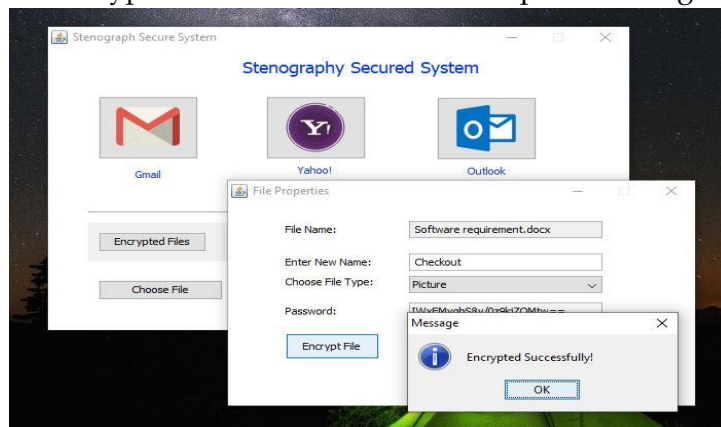 Stenograph Secure System
Stenography Secured System
Y!
Gmail
Yahoo!
Outlook
File Properties
File Name:
Software requirement.docx
Encrypted Files
Enter New Name:
Checkout
Choose File Type:
Picture
Choose File
Password:
Message
Encrypt File
Encrypted Successfully!
OK